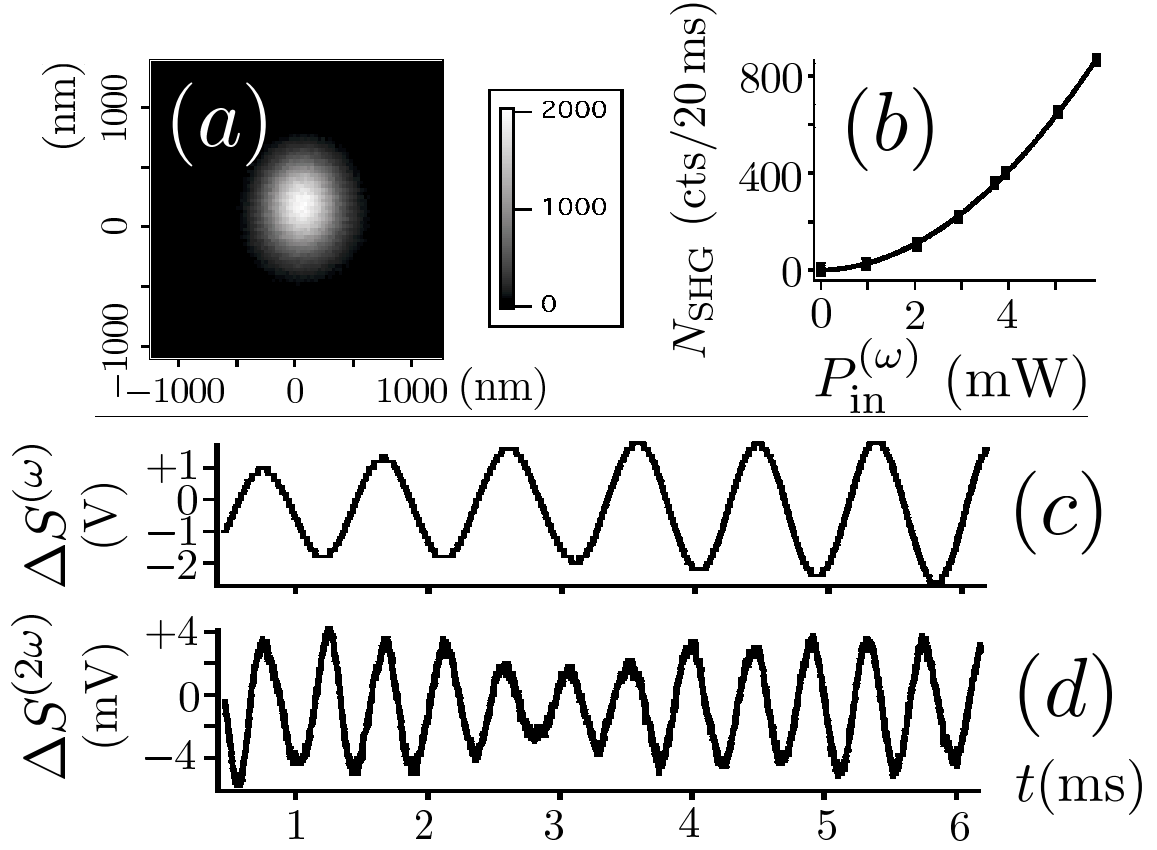 (a)
(nm)
1000
0
−1000
−1000 0 1000 (nm)
2000
1000
0
(b)
N_SHG (cts/20 ms)
800
400
0
0 2 4
P_in^(ω) (mW)
(c)
ΔS^(ω)
(V)
+1
0
−1
−2
(d)
ΔS^(2ω)
(mV)
+4
0
−4
1 2 3 4 5 6
t(ms)